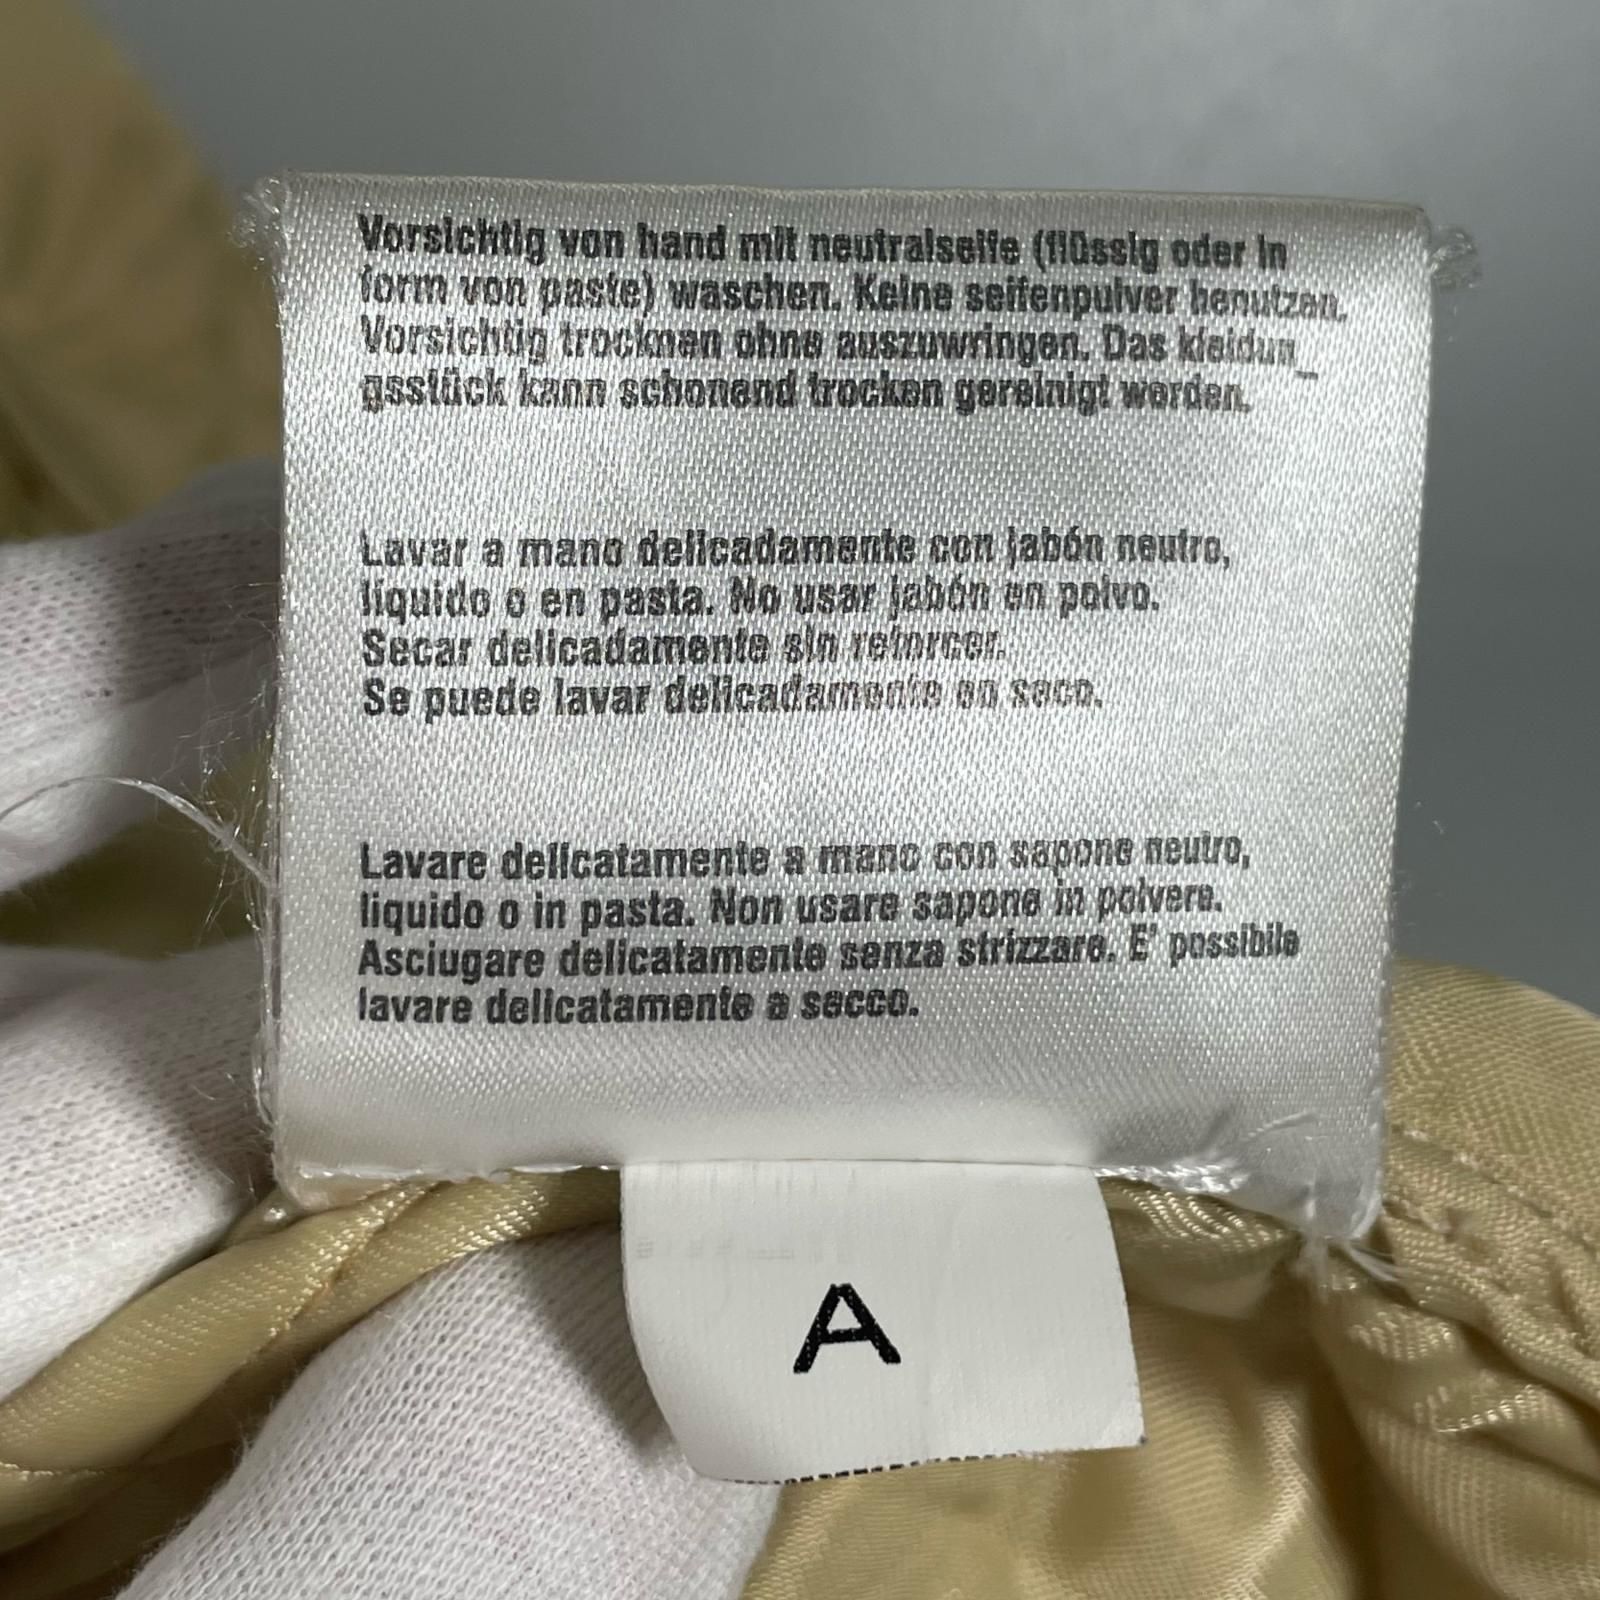 Vorsichtig von hand mit neutralseife (flüssig oder in
form von paste) waschen. Keine seifenpulver benutzen.
Vorsichtig trocknen ohne auszuwringen. Das kleidun_
gsstück kann schonend trocken gereinigt werden.
Lavar a mano delicadamente con jabón neutro,
líquido o en pasta. No usar jabón en polvo.
Secar delicadamente sin retorcer.
Se puede lavar delicadamente en seco.
Lavare delicatamente a mano con sapone neutro,
liquido o in pasta. Non usare sapone in polvere.
Asciugare delicatamente senza strizzare. E' possibile
lavare delicatamente a secco.
A